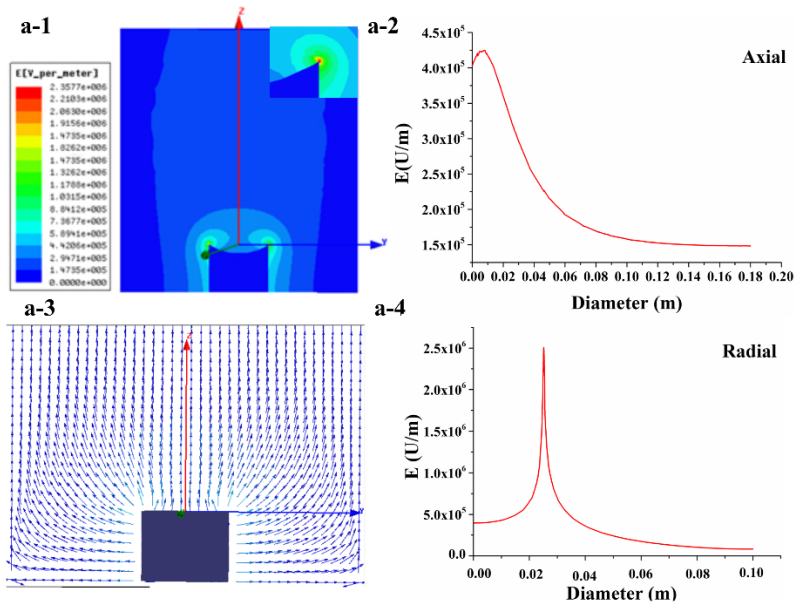 a-1
E[V_per_meter]
2.3577e+006
2.2103e+006
2.0630e+006
1.9156e+006
1.4735e+006
1.8262e+006
1.4735e+006
1.3262e+006
1.1788e+006
1.0315e+006
8.8412e+005
7.3677e+005
5.8941e+005
4.4206e+005
2.9471e+005
1.4735e+005
0.0000e+000
Z
Y
a-2
Axial
E(U/m)
4.5x10⁵
4.0x10⁵
3.5x10⁵
3.0x10⁵
2.5x10⁵
2.0x10⁵
1.5x10⁵
0.00 0.02 0.04 0.06 0.08 0.10 0.12 0.14 0.16 0.18 0.20
Diameter (m)
a-3
Z
Y
a-4
Radial
E (U/m)
2.5x10⁶
2.0x10⁶
1.5x10⁶
1.0x10⁶
5.0x10⁵
0.0
0.00 0.02 0.04 0.06 0.08 0.10
Diameter (m)